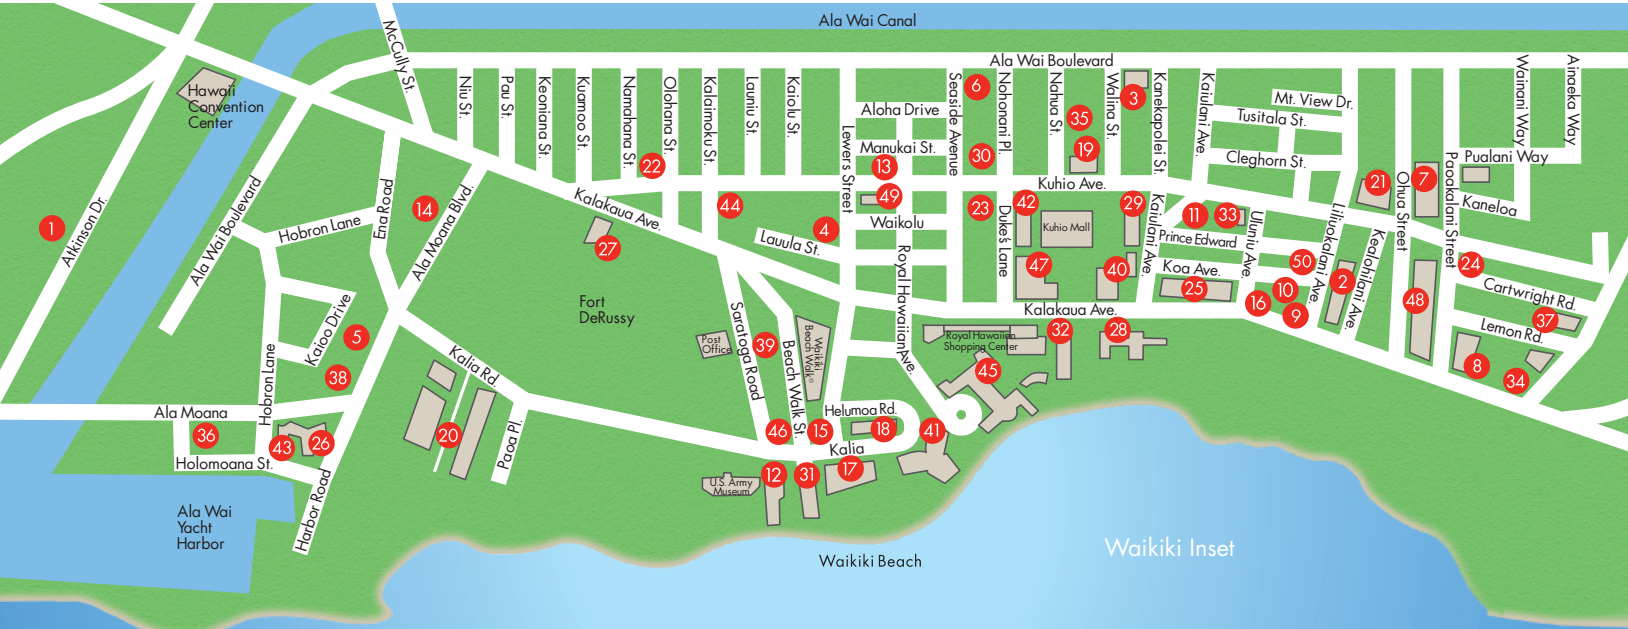 Ala Wai Canal
McCully St.
Ala Wai Boulevard
Hawaii
Convention
Center
Niu St.
Pau St.
Keoniana St.
Kuamoo St.
Namahana St.
Olohana St.
Kalaimoku St.
Launiu St.
Kaiolu St.
Lewers Street
Aloha Drive
Manukai St.
Seaside Avenue
Nohonani Pl.
Nahua St.
Walina St.
Kanekapolei St.
Kaiulani Ave.
Mt. View Dr.
Tusitala St.
Cleghorn St.
Wainani Way
Ainaeka Way
Pualani Way
Kaneloa
Paoakalani Street
Ohua Street
6
3
35
19
30
22
13
49
44
4
23
42
29
11
33
21
7
Kuhio Ave.
Kalakaua Ave.
Waikolu
Lauula St.
Royal Hawaiian Ave.
Duke's Lane
Kuhio Mall
Kaiulani Ave.
Prince Edward
Uluniu Ave.
Koa Ave.
Liliuokalani Ave.
Kealohilani Ave.
47
40
25
50
10
16
9
2
48
24
Cartwright Rd.
37
Lemon Rd.
8
34
Kalakaua Ave.
1
Atkinson Dr.
Ala Wai Boulevard
Hobron Lane
Ena Road
14
Ala Moana Blvd.
27
Fort
DeRussy
Kaioo Drive
5
38
Hobron Lane
Kalia Rd.
Post
Office
Saratoga Road
39
Beach Walk St.
Waikiki
Beach Walk®
Royal Hawaiian
Shopping Center
32
28
45
Ala Moana
36
43
26
Holomoana St.
20
Paoa Pl.
46
15
Helumoa Rd.
18
41
Kalia
17
12
31
U.S. Army
Museum
Harbor Road
Ala Wai
Yacht
Harbor
Waikiki Beach
Waikiki Inset